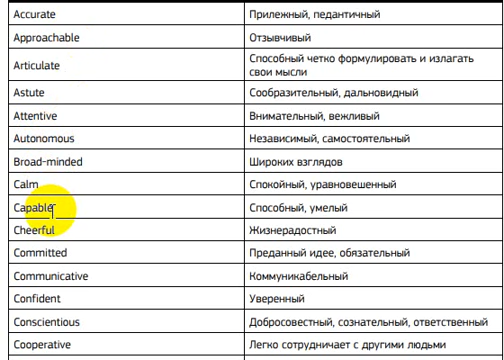 Accurate Прилежный, педантичный
Approachable Отзывчивый
Articulate Способный четко формулировать и излагать
свои мысли
Astute Сообразительный, дальновидный
Attentive Внимательный, вежливый
Autonomous Независимый, самостоятельный
Broad-minded Широких взглядов
Calm Спокойный, уравновешенный
Capable Способный, умелый
Cheerful Жизнерадостный
Committed Преданный идее, обязательный
Communicative Коммуникабельный
Confident Уверенный
Conscientious Добросовестный, сознательный, ответственный
Cooperative Легко сотрудничает с другими людьми